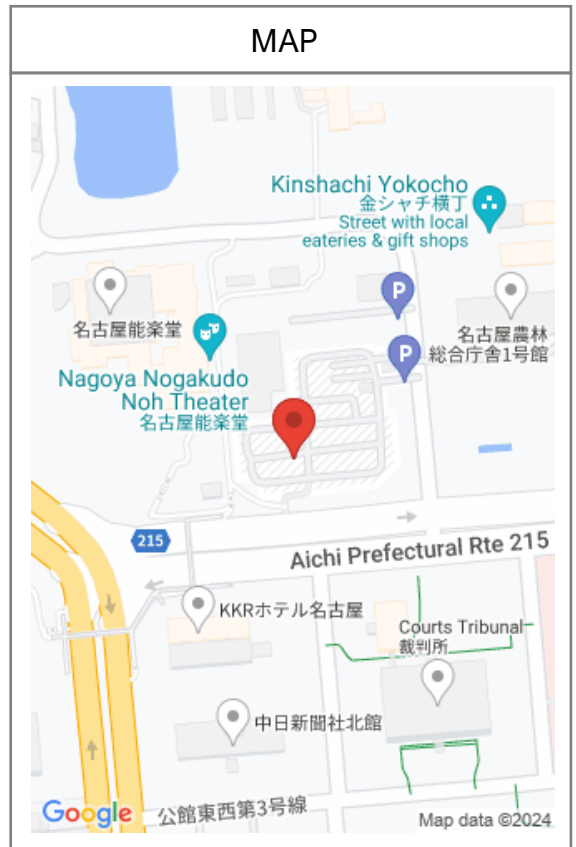 MAP
Kinshachi Yokocho
金シャチ横丁
Street with local
eateries & gift shops
P
名古屋能楽堂
名古屋農林
総合庁舎1号館
P
Nagoya Nogakudo
Noh Theater
名古屋能楽堂
215
Aichi Prefectural Rte 215
KKRホテル名古屋
Courts Tribunal
裁判所
中日新聞社北館
Google
公館東西第3号線
Map data ©2024